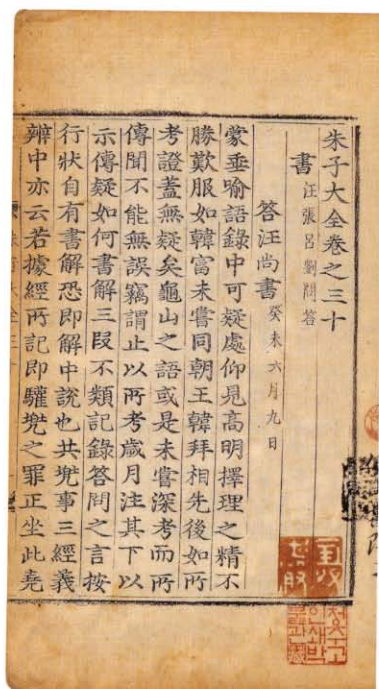 朱子大全卷之三十
書 汪張呂劉問答
答汪尚書 癸未六月九日
蒙垂喻語錄中可疑處仰見高明擇理之精不
勝歎服如韓富未嘗同朝王韓拜相先後如所
考證蓋無疑矣龜山之語或是未嘗深考而所
傳聞不能無誤竊謂止以所考歲月注其下以
示傳疑如何書解三段不類記錄答問之言按
行狀自有書解恐即解中說也共兠事三經義
辨中亦云若據經所記即驩兠之罪正坐此堯